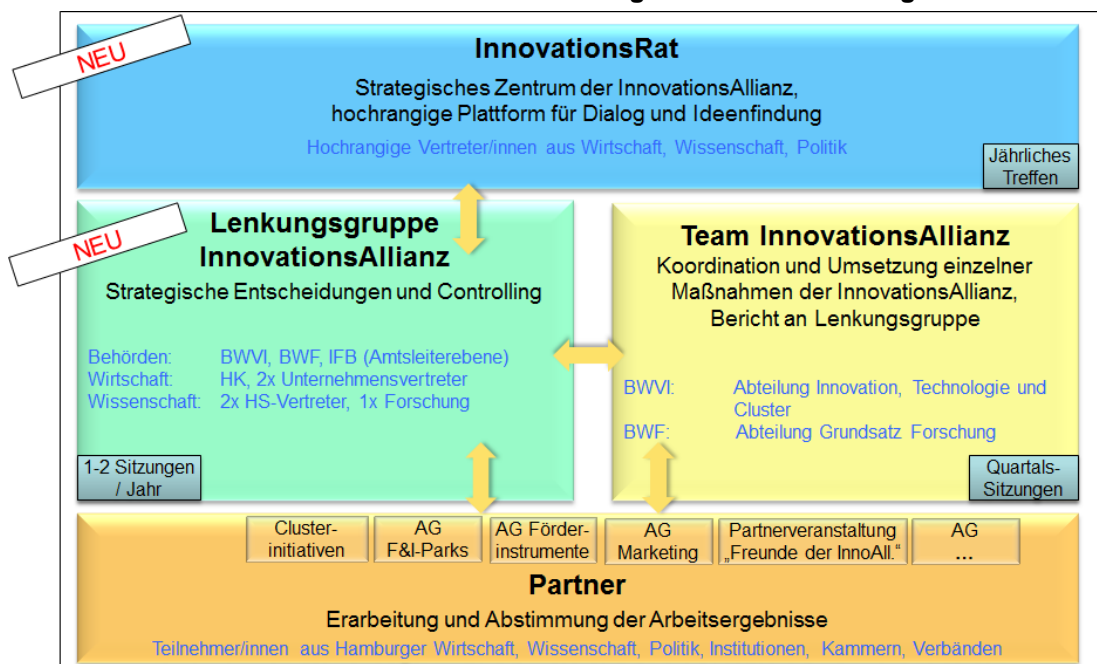 NEU
InnovationsRat
Strategisches Zentrum der InnovationsAllianz,
hochrangige Plattform für Dialog und Ideenfindung
Hochrangige Vertreter/innen aus Wirtschaft, Wissenschaft, Politik
Jährliches
Treffen
NEU
Lenkungsgruppe
InnovationsAllianz
Strategische Entscheidungen und Controlling
Behörden: BWVI, BWF, IFB (Amtsleiterebene)
Wirtschaft: HK, 2x Unternehmensvertreter
Wissenschaft: 2x HS-Vertreter, 1x Forschung
1-2 Sitzungen
/ Jahr
Team InnovationsAllianz
Koordination und Umsetzung einzelner
Maßnahmen der InnovationsAllianz,
Bericht an Lenkungsgruppe
BWVI: Abteilung Innovation, Technologie und
Cluster
BWF: Abteilung Grundsatz Forschung
Quartals-
Sitzungen
Cluster-
initiativen
AG
F&I-Parks
AG Förder-
instrumente
AG
Marketing
Partnerveranstaltung
„Freunde der InnoAll.“
AG
...
Partner
Erarbeitung und Abstimmung der Arbeitsergebnisse
Teilnehmer/innen aus Hamburger Wirtschaft, Wissenschaft, Politik, Institutionen, Kammern, Verbänden